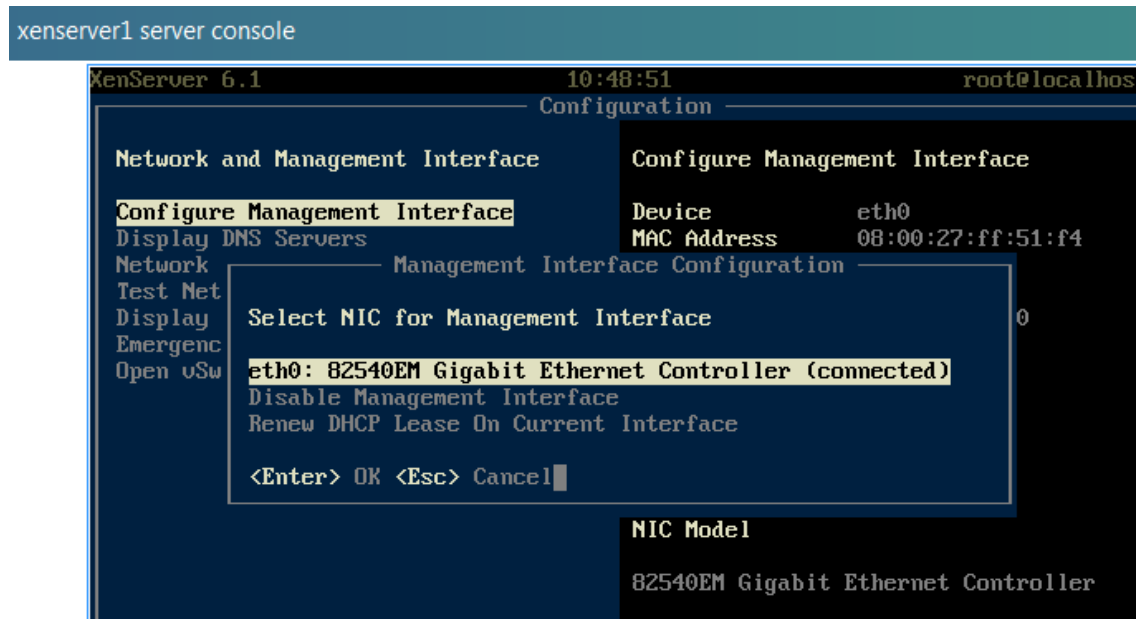 xenserver1 server console
XenServer 6.1 10:48:51 root@localhos
Configuration
Network and Management Interface Configure Management Interface
Configure Management Interface Device eth0
Display DNS Servers MAC Address 08:00:27:ff:51:f4
Network Management Interface Configuration
Test Net
Display Select NIC for Management Interface 0
Emergenc
Open vSw eth0: 82540EM Gigabit Ethernet Controller (connected)
Disable Management Interface
Renew DHCP Lease On Current Interface
<Enter> OK <Esc> Cancel
NIC Model
82540EM Gigabit Ethernet Controller